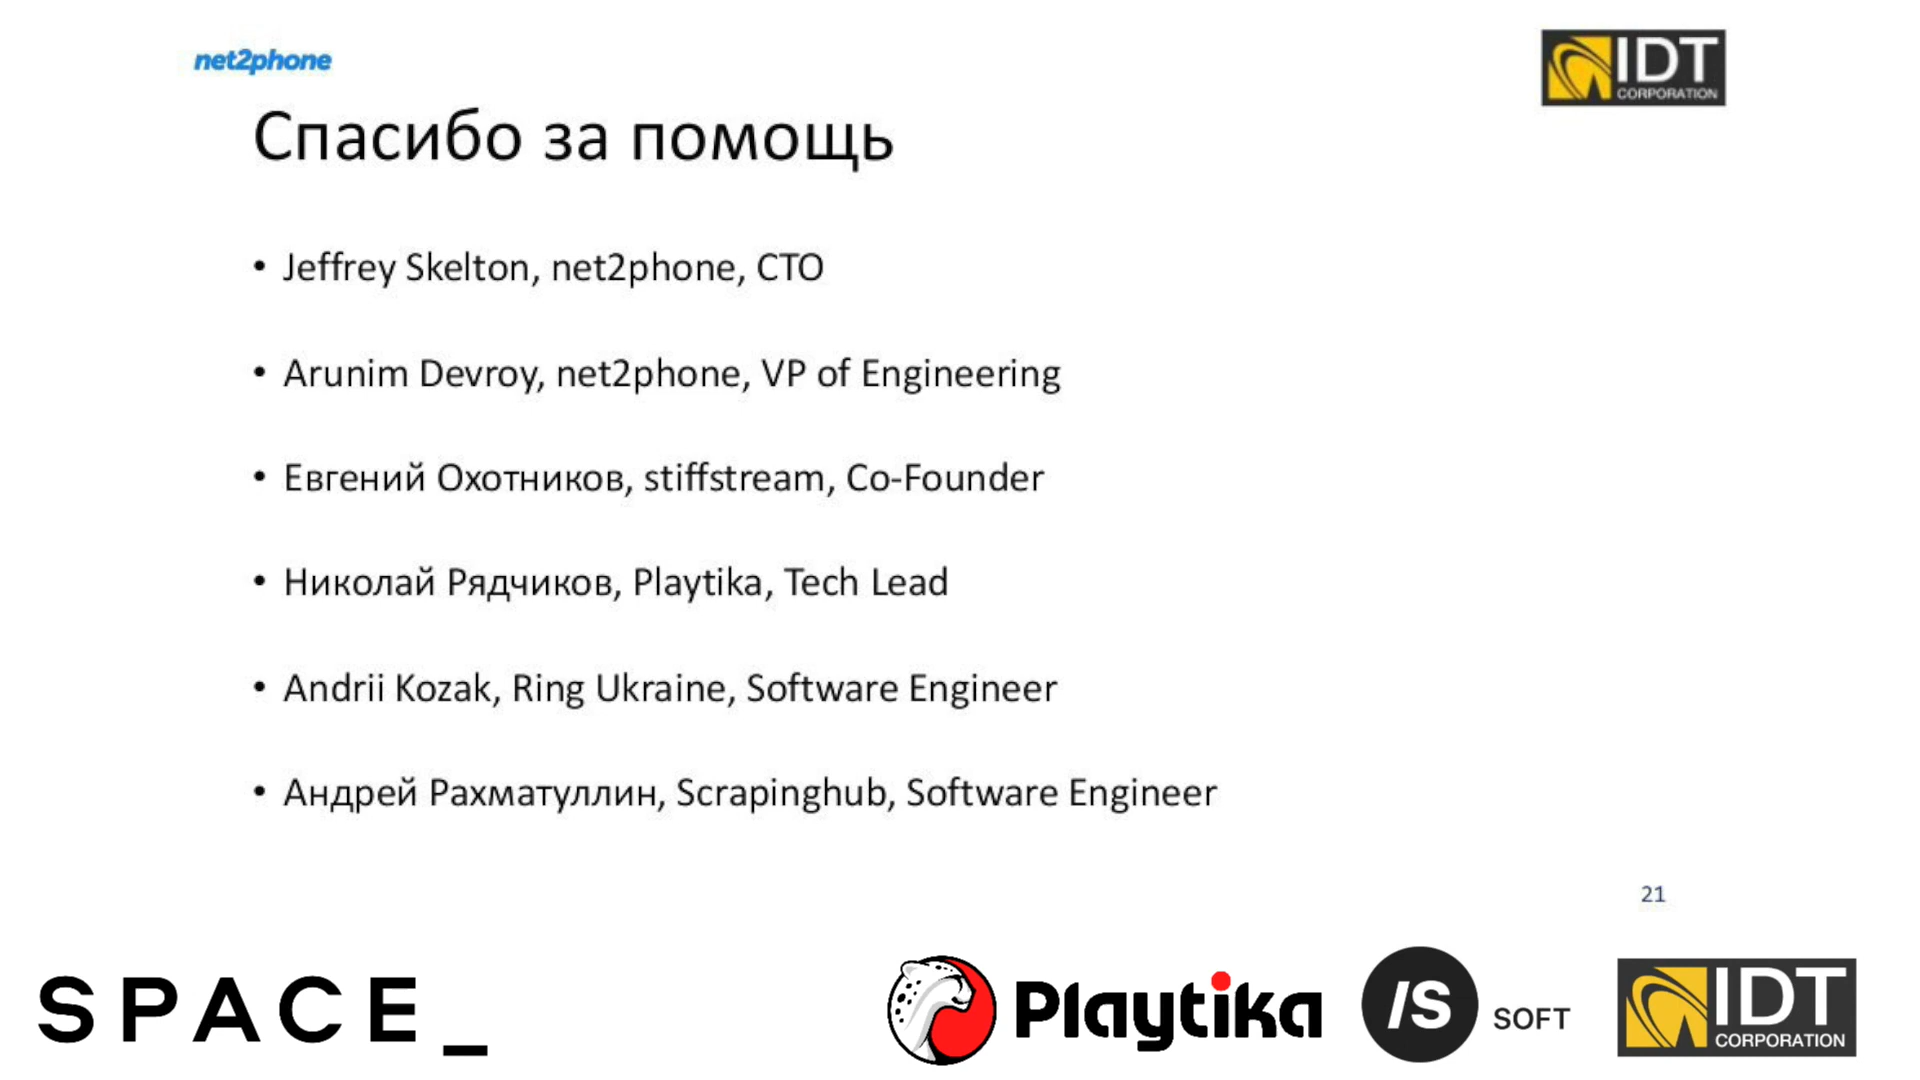 net2phone
IDT
CORPORATION
Спасибо за помощь
• Jeffrey Skelton, net2phone, CTO
• Arunim Devroy, net2phone, VP of Engineering
• Евгений Охотников, stiffstream, Co-Founder
• Николай Рядчиков, Playtika, Tech Lead
• Andrii Kozak, Ring Ukraine, Software Engineer
• Андрей Рахматуллин, Scrapinghub, Software Engineer
21
SPACE_
Playtika
/S SOFT
IDT
CORPORATION